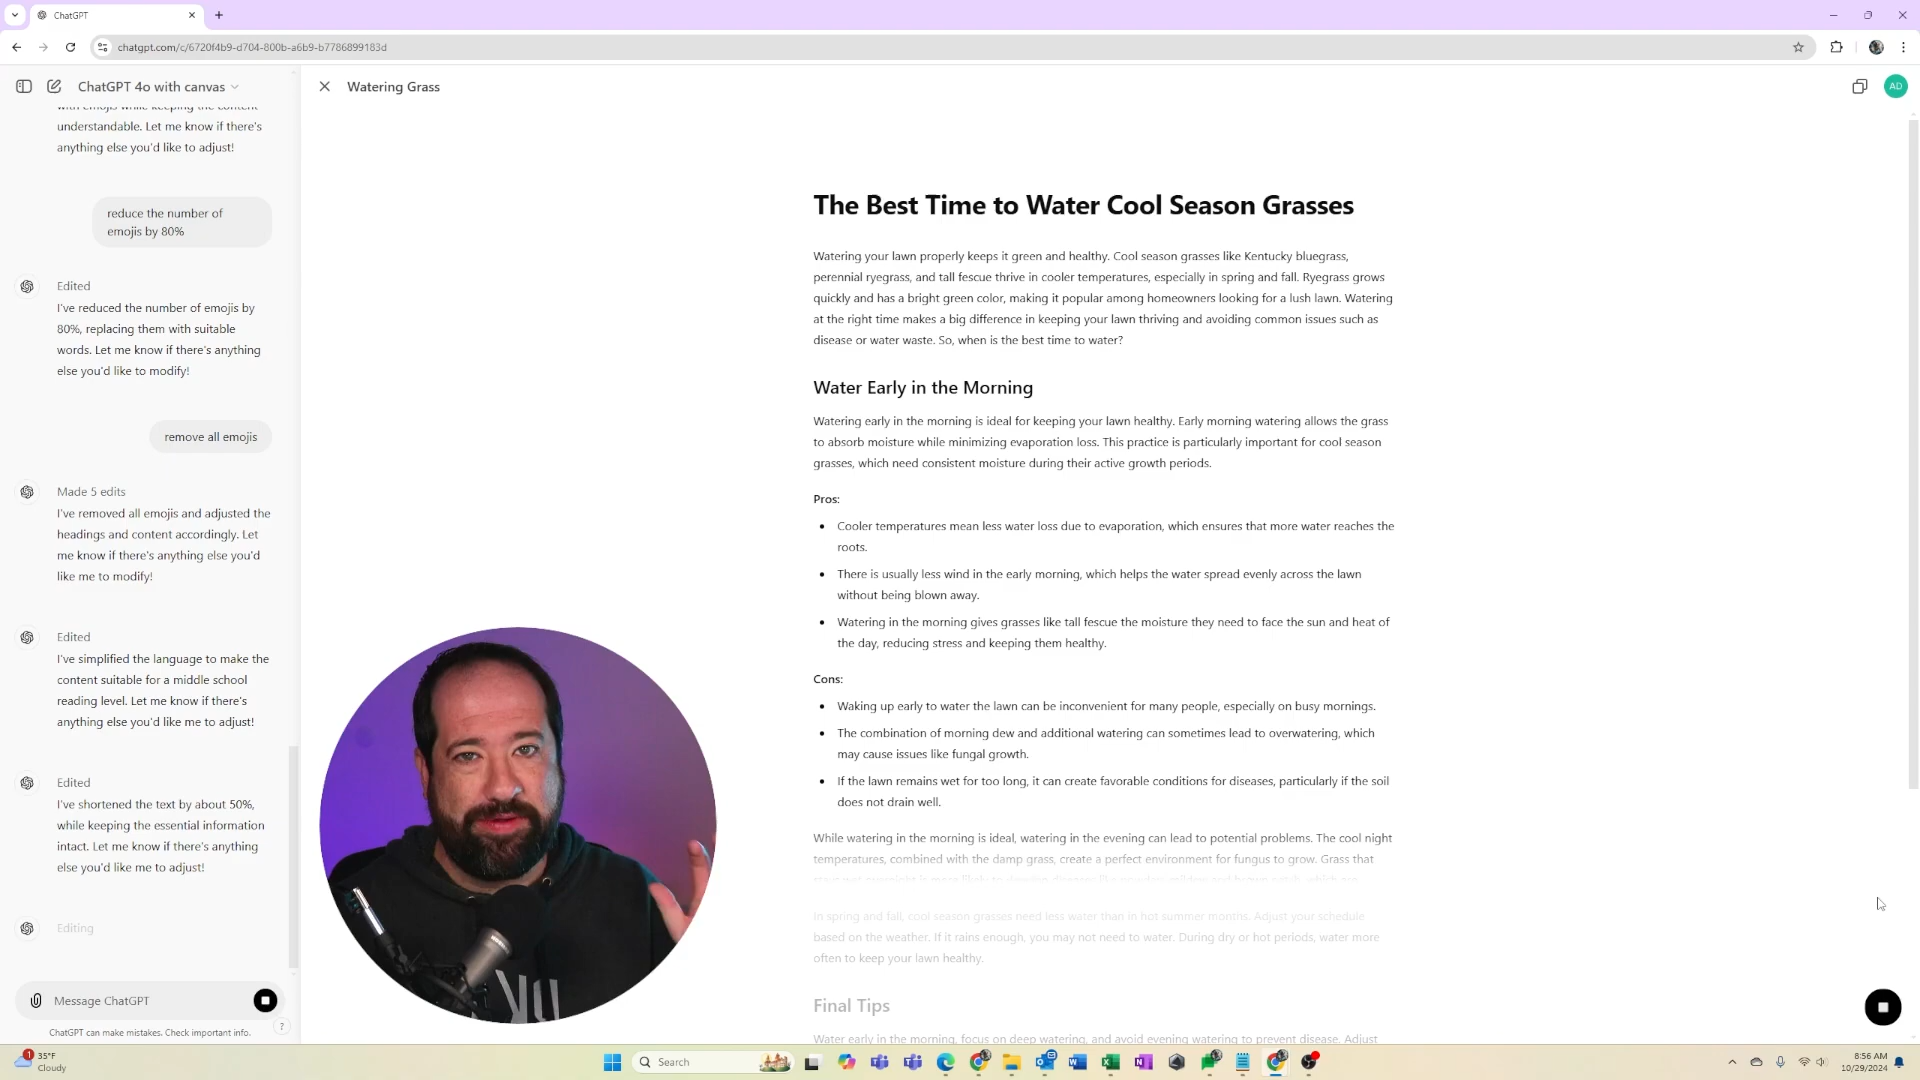 ChatGPT
chatgpt.com/c/6720f4b9-d704-800b-a6b9-b7786899183d
ChatGPT 4o with canvas
Watering Grass
AD
with emojis while keeping the content
understandable. Let me know if there's
anything else you'd like to adjust!
reduce the number of
emojis by 80%
Edited
I've reduced the number of emojis by
80%, replacing them with suitable
words. Let me know if there's anything
else you'd like to modify!
remove all emojis
Made 5 edits
I've removed all emojis and adjusted the
headings and content accordingly. Let
me know if there's anything else you'd
like me to modify!
Edited
I've simplified the language to make the
content suitable for a middle school
reading level. Let me know if there's
anything else you'd like me to adjust!
Edited
I've shortened the text by about 50%,
while keeping the essential information
intact. Let me know if there's anything
else you'd like me to adjust!
Editing
Message ChatGPT
ChatGPT can make mistakes. Check important info.
?
The Best Time to Water Cool Season Grasses
Watering your lawn properly keeps it green and healthy. Cool season grasses like Kentucky bluegrass,
perennial ryegrass, and tall fescue thrive in cooler temperatures, especially in spring and fall. Ryegrass grows
quickly and has a bright green color, making it popular among homeowners looking for a lush lawn. Watering
at the right time makes a big difference in keeping your lawn thriving and avoiding common issues such as
disease or water waste. So, when is the best time to water?
Water Early in the Morning
Watering early in the morning is ideal for keeping your lawn healthy. Early morning watering allows the grass
to absorb moisture while minimizing evaporation loss. This practice is particularly important for cool season
grasses, which need consistent moisture during their active growth periods.
Pros:
• Cooler temperatures mean less water loss due to evaporation, which ensures that more water reaches the
roots.
• There is usually less wind in the early morning, which helps the water spread evenly across the lawn
without being blown away.
• Watering in the morning gives grasses like tall fescue the moisture they need to face the sun and heat of
the day, reducing stress and keeping them healthy.
Cons:
• Waking up early to water the lawn can be inconvenient for many people, especially on busy mornings.
• The combination of morning dew and additional watering can sometimes lead to overwatering, which
may cause issues like fungal growth.
• If the lawn remains wet for too long, it can create favorable conditions for diseases, particularly if the soil
does not drain well.
While watering in the morning is ideal, watering in the evening can lead to potential problems. The cool night
temperatures, combined with the damp grass, create a perfect environment for fungus to grow. Grass that
In spring and fall, cool season grasses need less water than in hot summer months. Adjust your schedule
based on the weather. If it rains enough, you may not need to water. During dry or hot periods, water more
often to keep your lawn healthy.
Final Tips
Water early in the morning, focus on deep watering, and avoid evening watering to prevent disease. Adjust
1
35°F
Cloudy
Search
8:56 AM
10/29/2024